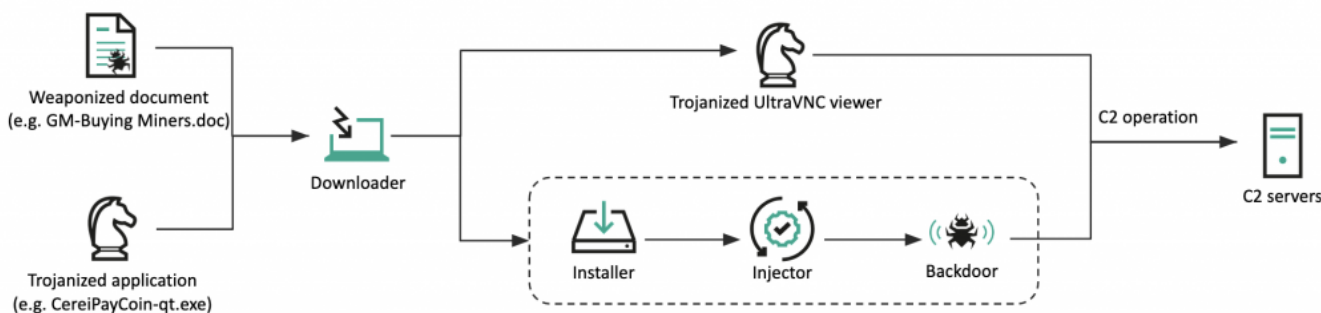 Weaponized document
(e.g. GM-Buying Miners.doc)
Trojanized application
(e.g. CereiPayCoin-qt.exe)
Downloader
Trojanized UltraVNC viewer
Installer
Injector
Backdoor
C2 operation
C2 servers